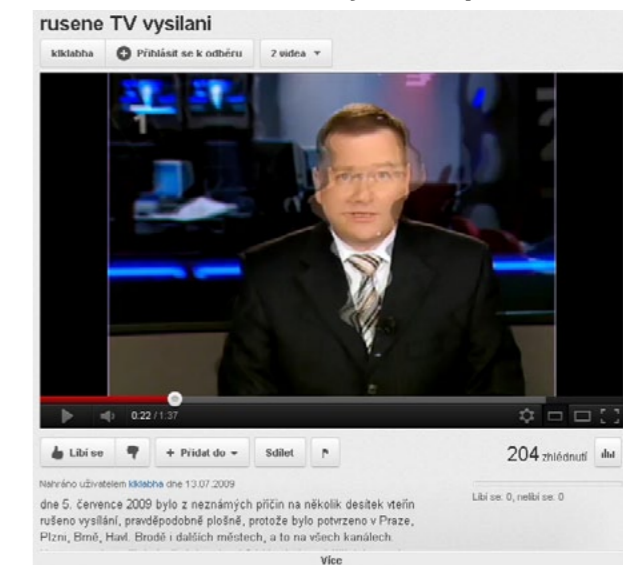 rusene TV vysilani
klklabha Přihlásit se k odběru 2 videa
1
0:22 / 1:37
Líbí se + Přidat do Sdílet
204 zhlédnutí
Nahráno uživatelem klklabha dne 13.07.2009
Líbí se: 0, nelíbí se: 0
dne 5. července 2009 bylo z neznámých příčin na několik desítek vteřin
rušeno vysílání, pravděpodobně plošně, protože bylo potvrzeno v Praze,
Plzni, Brně, Havl. Brodě i dalších městech, a to na všech kanálech.
Více